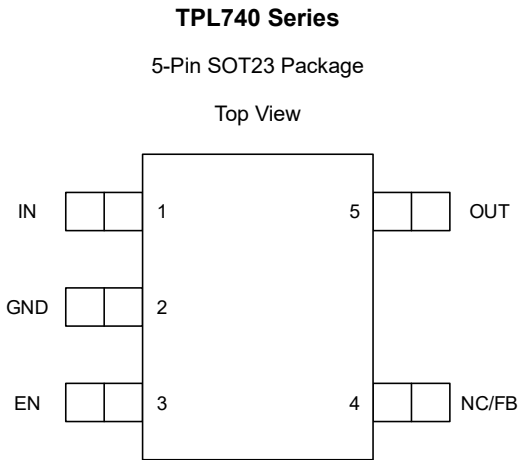 TPL740 Series
5-Pin SOT23 Package
Top View
IN 1 5 OUT
GND 2
EN 3 4 NC/FB